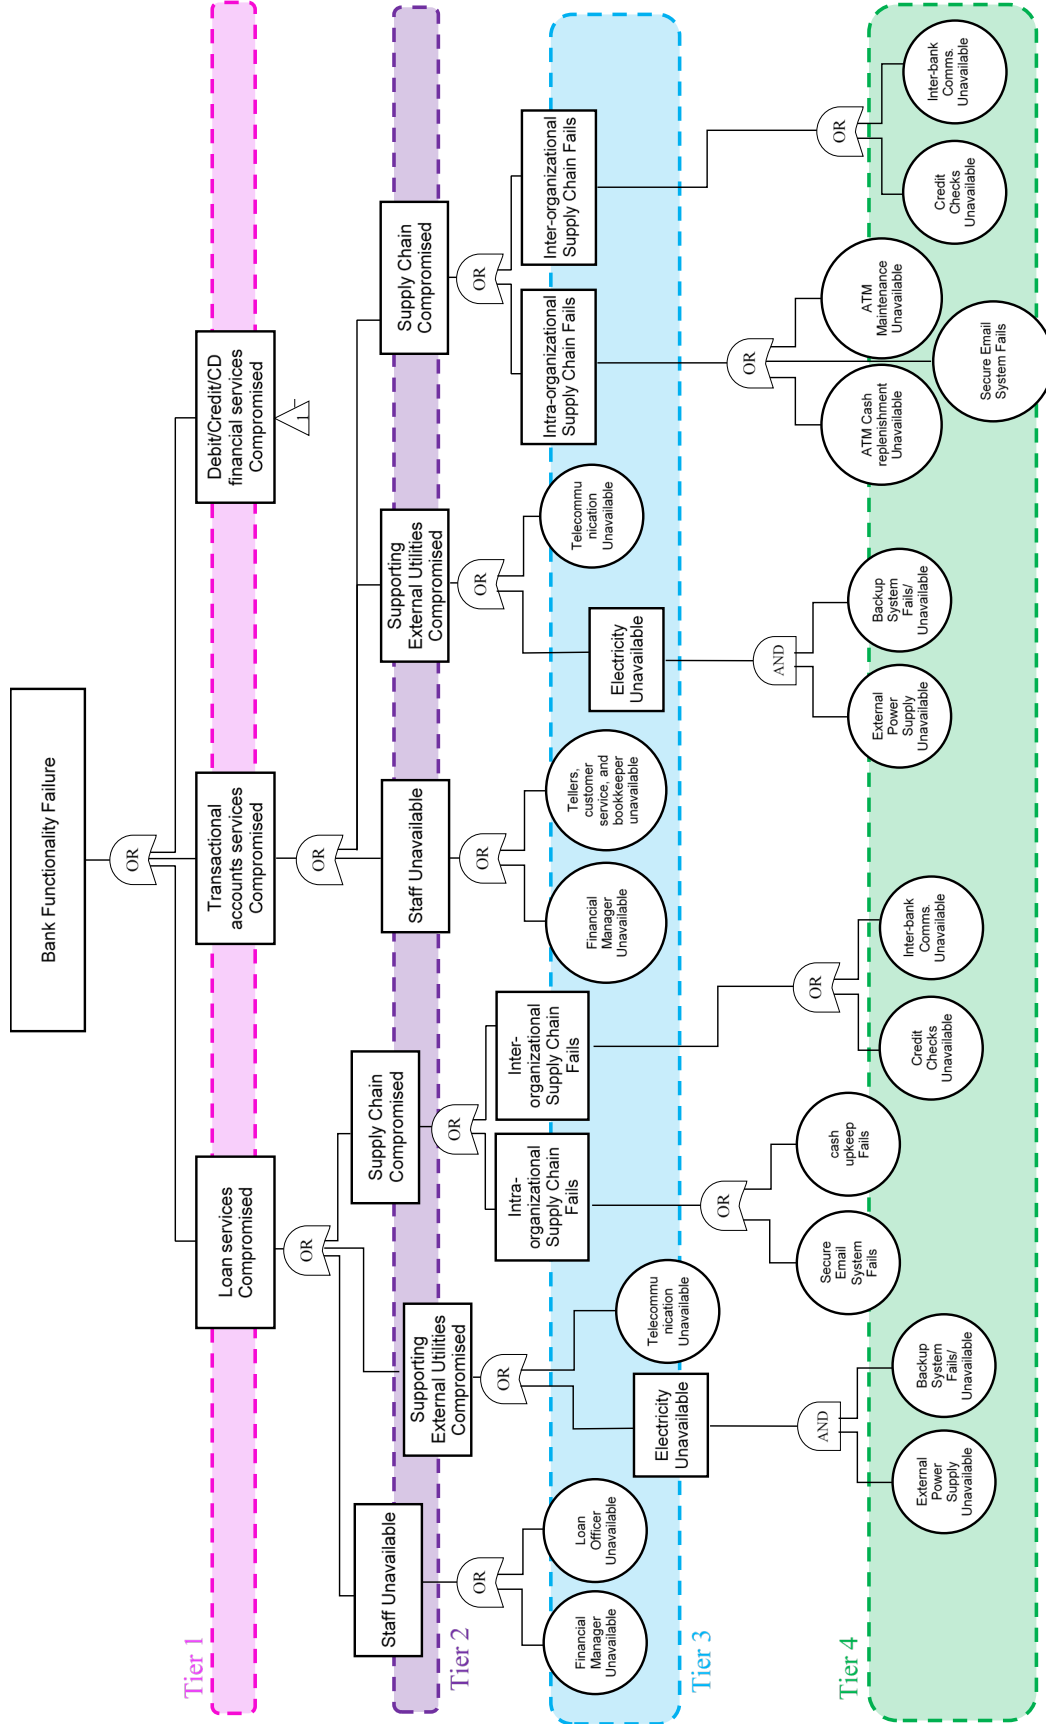 Bank Functionality Failure
OR
Tier 1
Loan services
Compromised
Transactional
accounts services
Compromised
Debit/Credit/CD
financial services
Compromised
1
OR
OR
Tier 2
Staff Unavailable
Supporting
External Utilities
Compromised
Supply Chain
Compromised
Staff Unavailable
Supporting
External Utilities
Compromised
Supply Chain
Compromised
OR
OR
OR
OR
OR
OR
Tier 3
Financial
Manager
Unavailable
Loan
Officer
Unavailable
Electricity
Unavailable
Telecommu
nication
Unavailable
Intra-
organizational
Supply Chain
Fails
Inter-
organizational
Supply Chain
Fails
Financial
Manager
Unavailable
Tellers,
customer
service, and
bookkeeper
unavailable
Electricity
Unavailable
Telecommu
nication
Unavailable
Intra-organizational
Supply Chain Fails
Inter-organizational
Supply Chain Fails
AND
OR
OR
AND
OR
OR
Tier 4
External
Power
Supply
Unavailable
Backup
System
Fails/
Unavailable
Secure
Email
System
Fails
cash
upkeep
Fails
Credit
Checks
Unavailable
Inter-bank
Comms.
Unavailable
External
Power
Supply
Unavailable
Backup
System
Fails/
Unavailable
ATM Cash
replenishment
Unavailable
ATM
Maintenance
Unavailable
Secure Email
System Fails
Credit
Checks
Unavailable
Inter-bank
Comms.
Unavailable